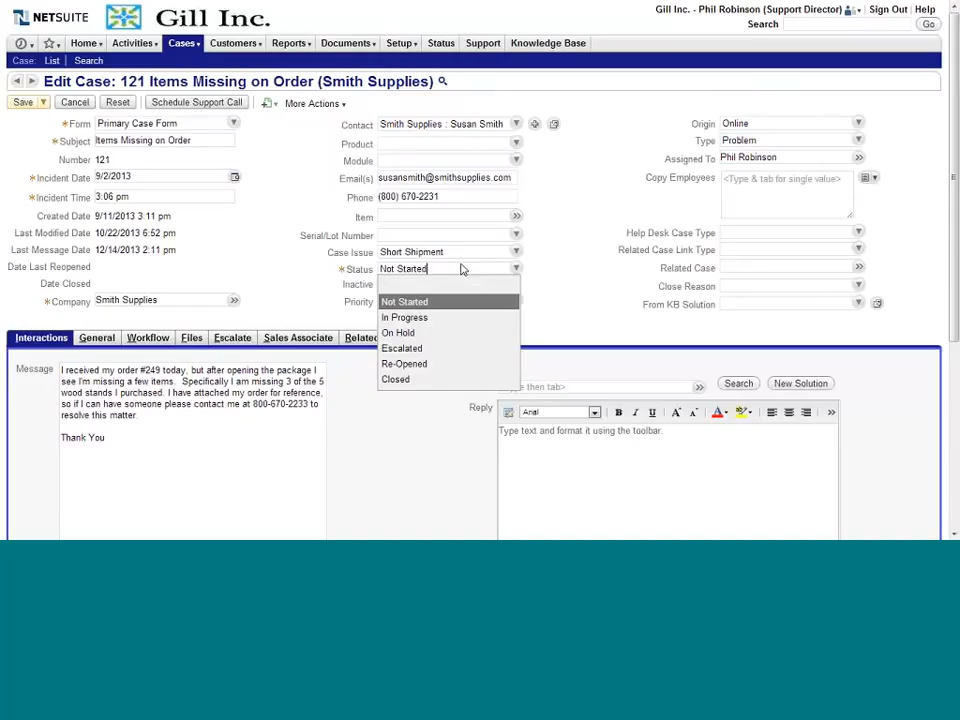 NETSUITE Gill Inc. Gill Inc. - Phil Robinson (Support Director) Sign Out Help
Search Go
Home Activities Cases Customers Reports Documents Setup Status Support Knowledge Base
Case: List Search
Edit Case: 121 Items Missing on Order (Smith Supplies)
Save Cancel Reset Schedule Support Call More Actions
*Form Primary Case Form
*Subject Items Missing on Order
Number 121
*Incident Date 9/2/2013
*Incident Time 3:06 pm
Created Date 9/11/2013 3:11 pm
Last Modified Date 10/22/2013 6:52 pm
Last Message Date 12/14/2013 2:11 pm
Date Last Reopened
Date Closed
*Company Smith Supplies
Contact Smith Supplies : Susan Smith
Product
Module
Email(s) susansmith@smithsupplies.com
Phone (800) 670-2231
Item
Serial/Lot Number
Case Issue Short Shipment
*Status Not Started
Inactive
Priority
Not Started
In Progress
On Hold
Escalated
Re-Opened
Closed
Origin Online
Type Problem
Assigned To Phil Robinson
Copy Employees <Type & tab for single value>
Help Desk Case Type
Related Case Link Type
Related Case
Close Reason
From KB Solution
Interactions General Workflow Files Escalate Sales Associate Related
Message I received my order #249 today, but after opening the package I
see I'm missing a few items. Specifically I am missing 3 of the 5
wood stands I purchased. I have attached my order for reference,
so if I can have someone please contact me at 800-670-2233 to
resolve this matter.
Thank You
then tab> Search New Solution
Reply Arial B I U A A A ab
Type text and format it using the toolbar.